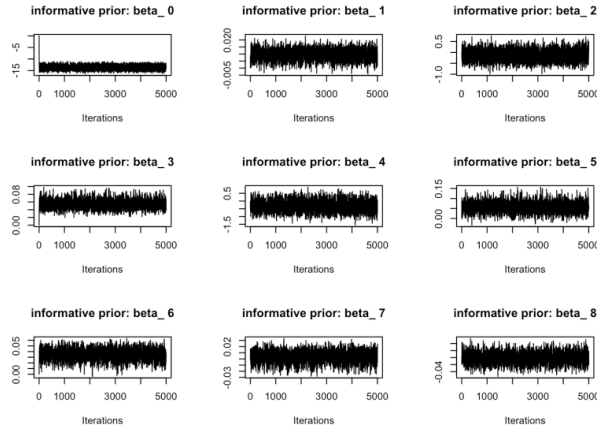 informative prior: beta_ 0 informative prior: beta_ 1 informative prior: beta_ 2
-5
-15
0.020
-0.005
0.5
-1.0
0 1000 3000 5000 0 1000 3000 5000 0 1000 3000 5000
Iterations Iterations Iterations
informative prior: beta_ 3 informative prior: beta_ 4 informative prior: beta_ 5
0.08
0.00
0.5
-1.5
0.15
0.00
0 1000 3000 5000 0 1000 3000 5000 0 1000 3000 5000
Iterations Iterations Iterations
informative prior: beta_ 6 informative prior: beta_ 7 informative prior: beta_ 8
0.05
0.00
0.02
-0.03
-0.04
0 1000 3000 5000 0 1000 3000 5000 0 1000 3000 5000
Iterations Iterations Iterations